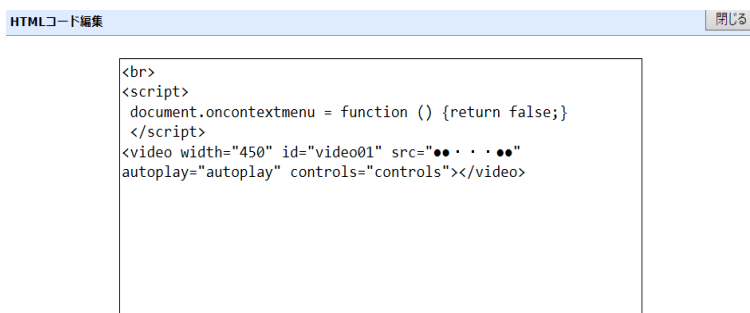 HTMLコード編集
閉じる
<br>
<script>
document.oncontextmenu = function () {return false;}
</script>
<video width="450" id="video01" src="●●・・・●●"
autoplay="autoplay" controls="controls"></video>